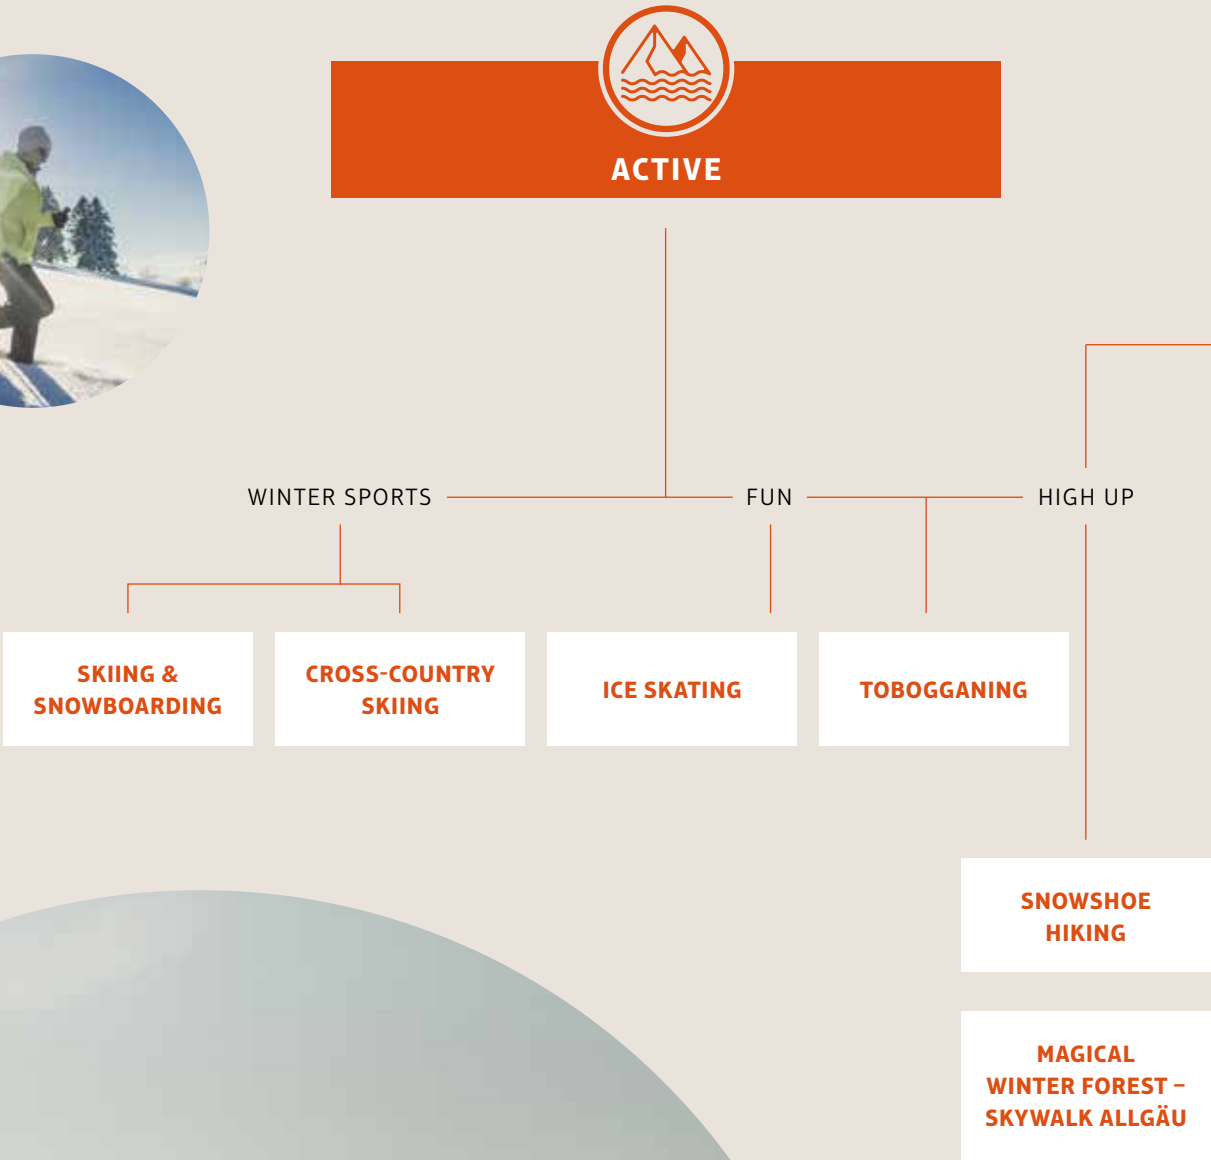 ACTIVE
WINTER SPORTS
FUN
HIGH UP
SKIING &
SNOWBOARDING
CROSS-COUNTRY
SKIING
ICE SKATING
TOBOGGANING
SNOWSHOE
HIKING
MAGICAL
WINTER FOREST –
SKYWALK ALLGÄU